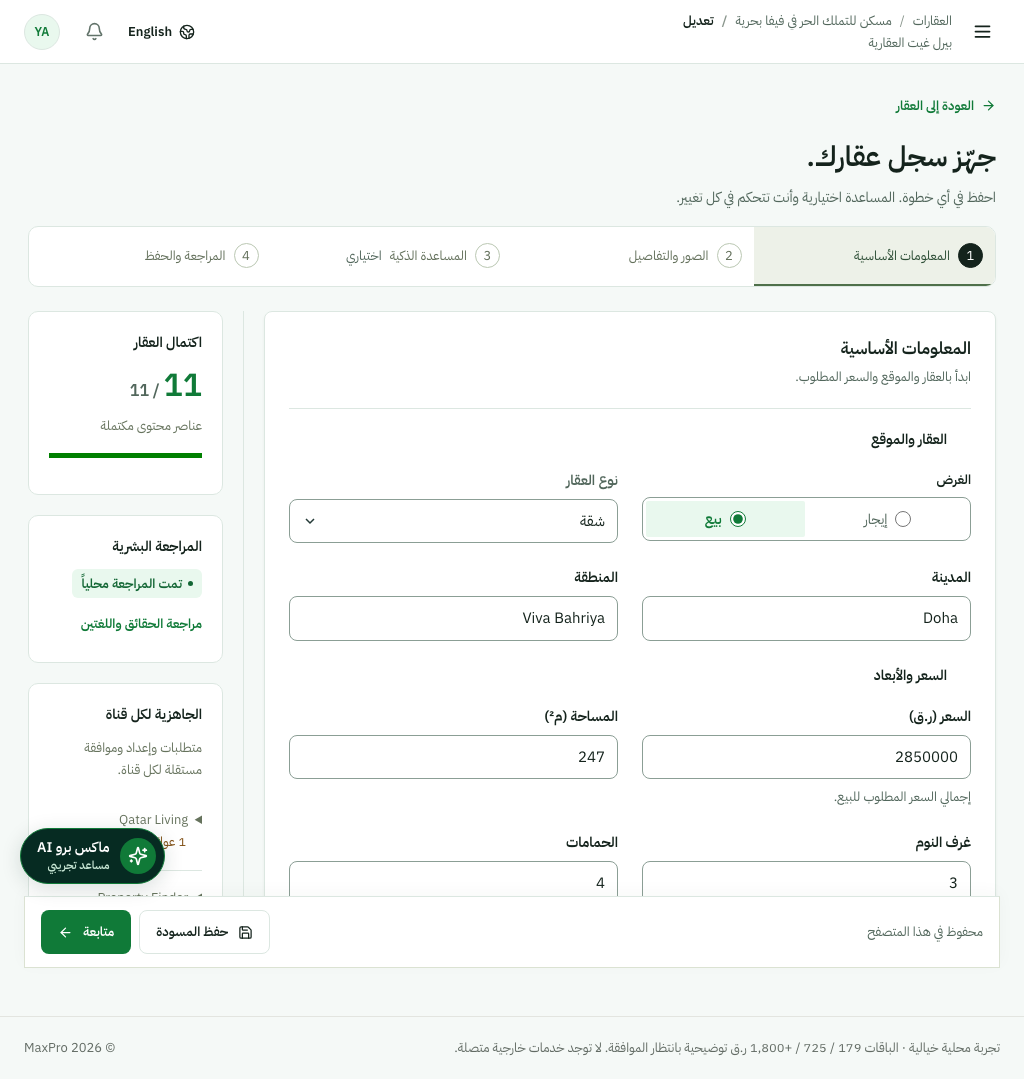 العقارات / مسكن للتملك الحر في فيفا بحرية / تعديل
بيرل غيت العقارية
English
YA
العودة إلى العقار
جهّز سجل عقارك.
احفظ في أي خطوة. المساعدة اختيارية وأنت تتحكم في كل تغيير.
1 المعلومات الأساسية
2 الصور والتفاصيل
3 المساعدة الذكية اختياري
4 المراجعة والحفظ
المعلومات الأساسية
ابدأ بالعقار والموقع والسعر المطلوب.
العقار والموقع
الغرض
نوع العقار
إيجار
بيع
شقة
المدينة
المنطقة
Doha
Viva Bahriya
السعر والأبعاد
السعر (ر.ق)
المساحة (م²)
2850000
247
إجمالي السعر المطلوب للبيع.
غرف النوم
الحمامات
3
4
اكتمال العقار
11 / 11
عناصر محتوى مكتملة
المراجعة البشرية
تمت المراجعة محلياً
مراجعة الحقائق واللغتين
الجاهزية لكل قناة
متطلبات وإعداد وموافقة
مستقلة لكل قناة.
Qatar Living
1
ماكس برو AI
مساعد تجريبي
محفوظ في هذا المتصفح
حفظ المسودة
متابعة
تجربة محلية خيالية · الباقات 179 / 725 / +1,800 ر.ق توضيحية بانتظار الموافقة. لا توجد خدمات خارجية متصلة.
© 2026 MaxPro